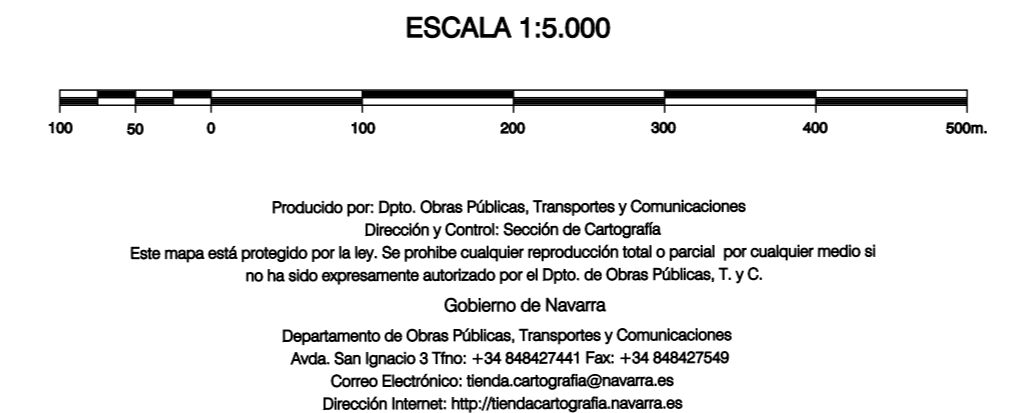 ESCALA 1:5.000
100 50 0 100 200 300 400 500m.
Producido por: Dpto. Obras Públicas, Transportes y Comunicaciones
Dirección y Control: Sección de Cartografía
Este mapa está protegido por la ley. Se prohibe cualquier reproducción total o parcial por cualquier medio si
no ha sido expresamente autorizado por el Dpto. de Obras Públicas, T. y C.
Gobierno de Navarra
Departamento de Obras Públicas, Transportes y Comunicaciones
Avda. San Ignacio 3 Tfno: +34 848427441 Fax: +34 848427549
Correo Electrónico: tienda.cartografia@navarra.es
Dirección Internet: http://tiendacartografia.navarra.es